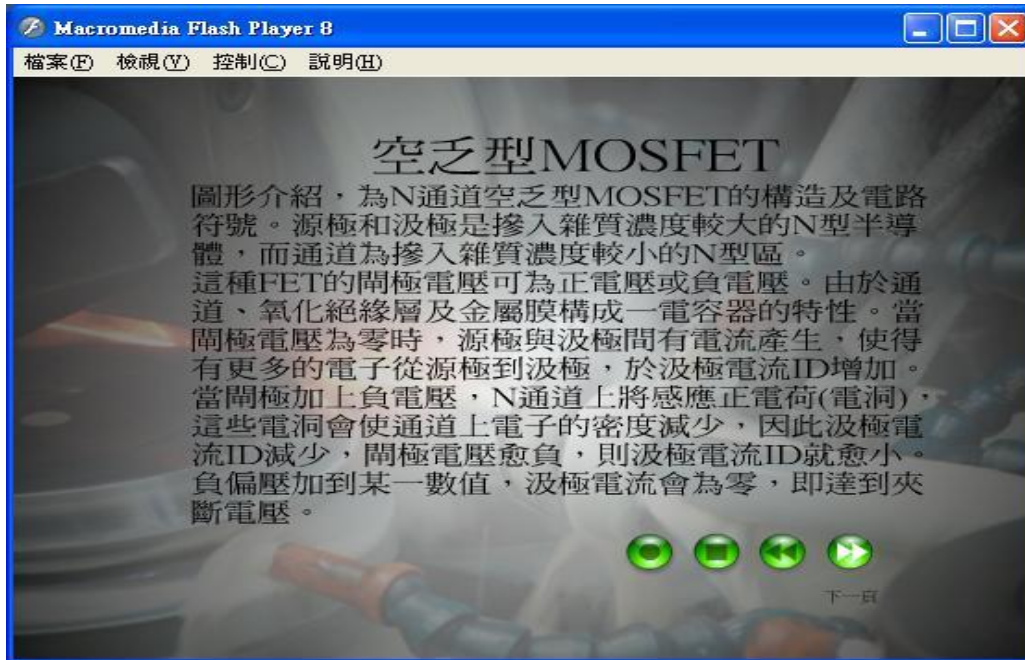 Macromedia Flash Player 8
檔案(F) 檢視(V) 控制(C) 說明(H)
空乏型MOSFET
圖形介紹，為N通道空乏型MOSFET的構造及電路
符號。源極和汲極是摻入雜質濃度較大的N型半導
體，而通道為摻入雜質濃度較小的N型區。
這種FET的閘極電壓可為正電壓或負電壓。由於通
道、氧化絕緣層及金屬膜構成一電容器的特性。當
閘極電壓為零時，源極與汲極間有電流產生，使得
有更多的電子從源極到汲極，於汲極電流ID增加。
當閘極加上負電壓，N通道上將感應正電荷(電洞)，
這些電洞會使通道上電子的密度減少，因此汲極電
流ID減少，閘極電壓愈負，則汲極電流ID就愈小。
負偏壓加到某一數值，汲極電流會為零，即達到夾
斷電壓。
下一頁